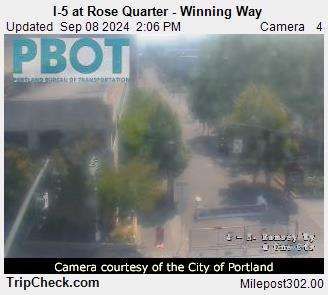 I-5 at Rose Quarter - Winning Way
Updated Sep 08 2024 2:06 PM Camera 4
PBOT
PORTLAND BUREAU OF TRANSPORTATION
Camera courtesy of the City of Portland
TripCheck.com Milepost302.00